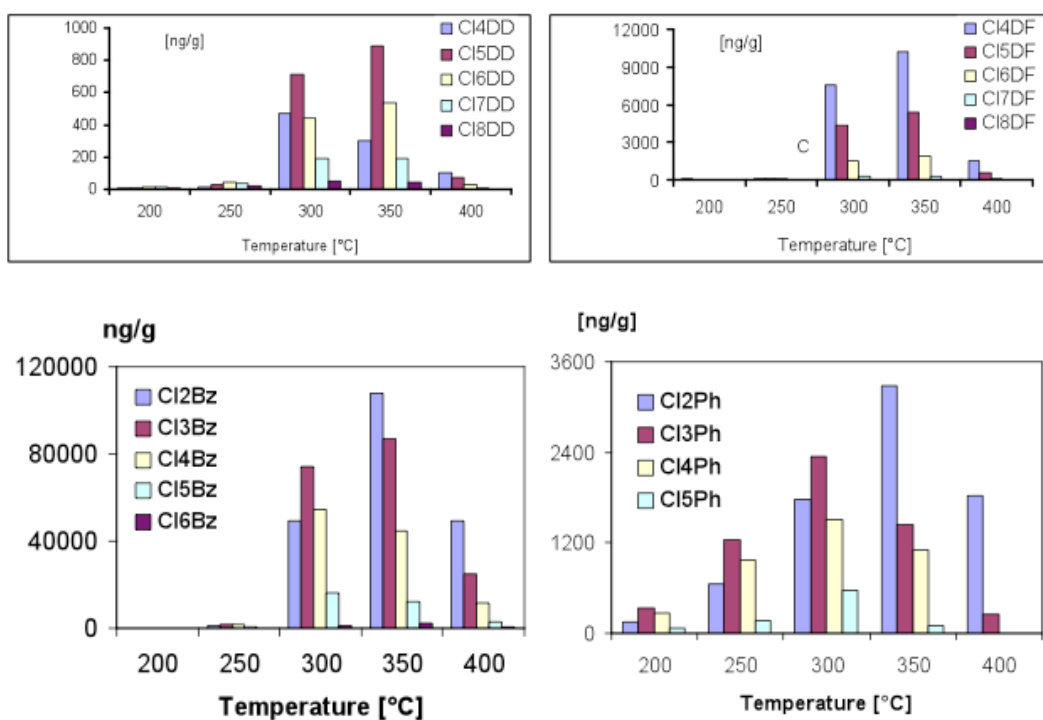 1000
800
600
400
200
0
[ng/g]
Cl4DD
Cl5DD
Cl6DD
Cl7DD
Cl8DD
200 250 300 350 400
Temperature [°C]
12000
9000
6000
3000
0
[ng/g]
C
Cl4DF
Cl5DF
Cl6DF
Cl7DF
Cl8DF
200 250 300 350 400
Temperature [°C]
ng/g
120000
80000
40000
0
Cl2Bz
Cl3Bz
Cl4Bz
Cl5Bz
Cl6Bz
200 250 300 350 400
Temperature [°C]
[ng/g]
3600
2400
1200
0
Cl2Ph
Cl3Ph
Cl4Ph
Cl5Ph
200 250 300 350 400
Temperature [°C]